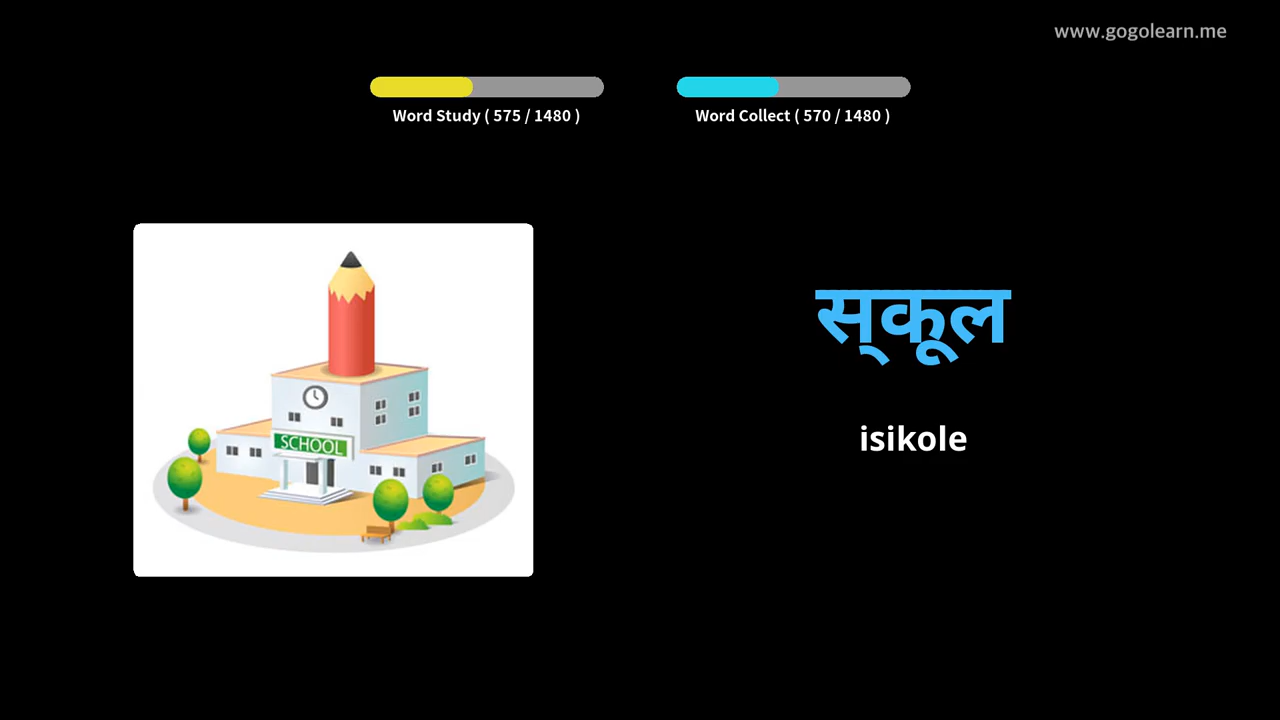 www.gogolearn.me
Word Study ( 575 / 1480 )
Word Collect ( 570 / 1480 )
SCHOOL
स्कूल
isikole